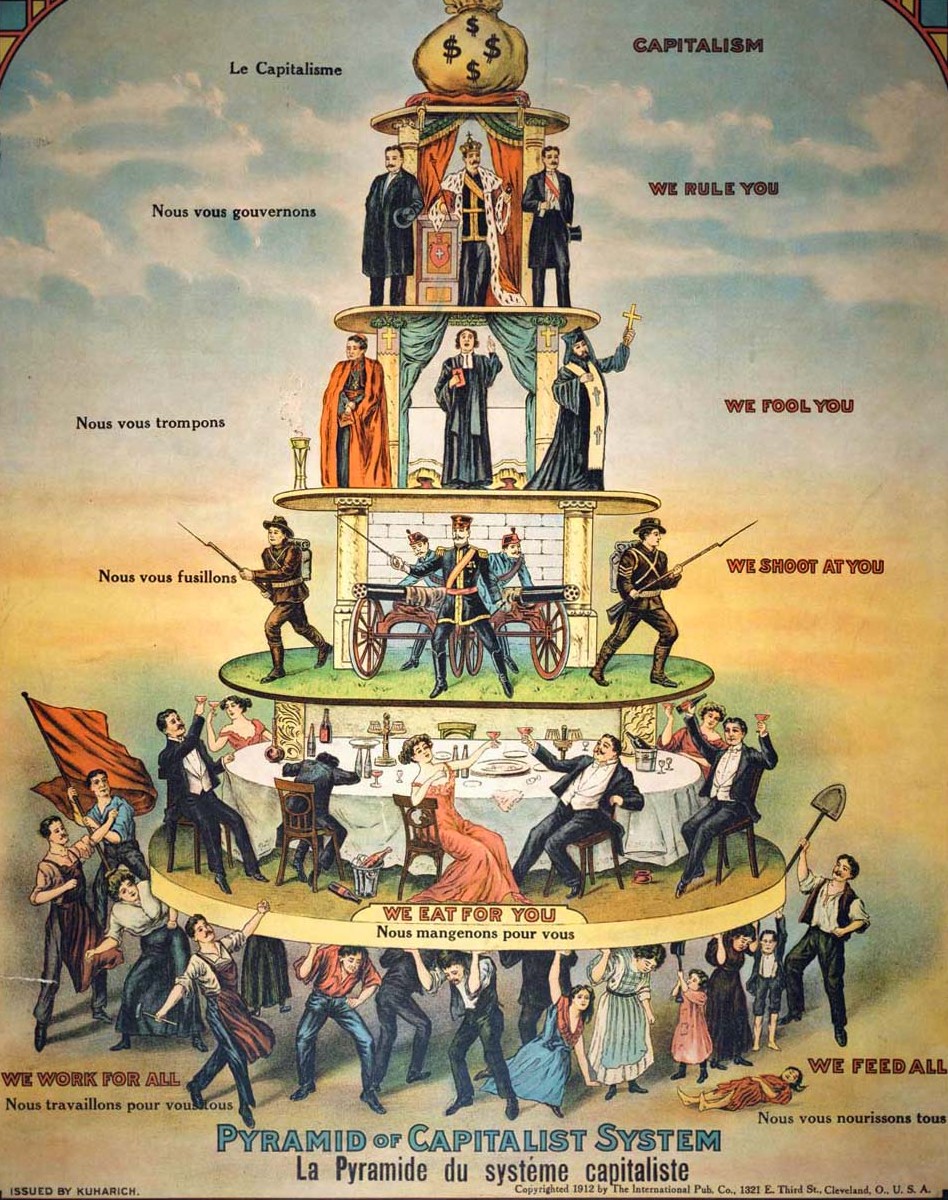 $
$ $
$
Le Capitalisme
CAPITALISM
Nous vous gouvernons
WE RULE YOU
Nous vous trompons
WE FOOL YOU
Nous vous fusillons
WE SHOOT AT YOU
WE EAT FOR YOU
Nous mangenons pour vous
WE WORK FOR ALL
Nous travaillons pour vous tous
WE FEED ALL
Nous vous nourissons tous
PYRAMID OF CAPITALIST SYSTEM
La Pyramide du systéme capitaliste
ISSUED BY KUHARICH.
Copyrighted 1912 by The International Pub. Co., 1321 E. Third St., Cleveland, O., U. S. A.